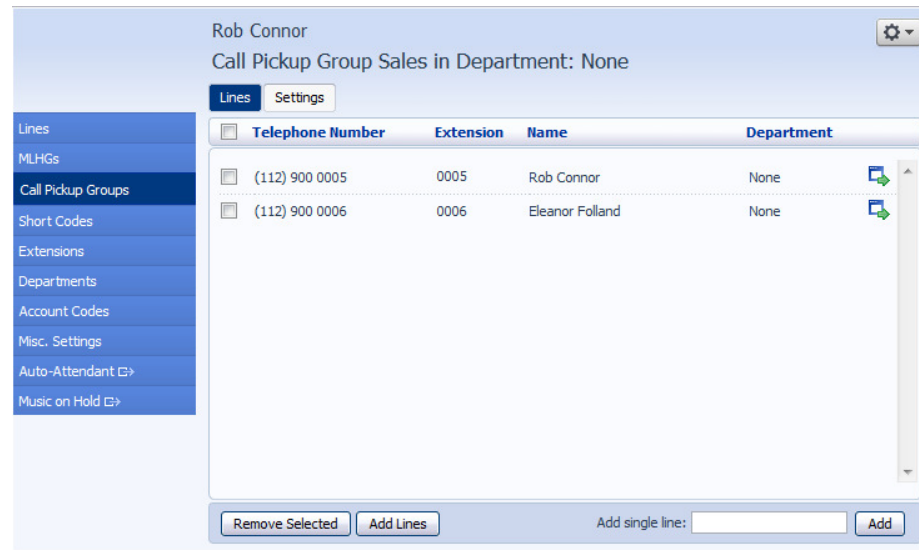 Rob Connor
Call Pickup Group Sales in Department: None
Lines Settings
Lines
MLHGs
Call Pickup Groups
Short Codes
Extensions
Departments
Account Codes
Misc. Settings
Auto-Attendant
Music on Hold
Telephone Number Extension Name Department
(112) 900 0005 0005 Rob Connor None
(112) 900 0006 0006 Eleanor Folland None
Remove Selected Add Lines Add single line: Add